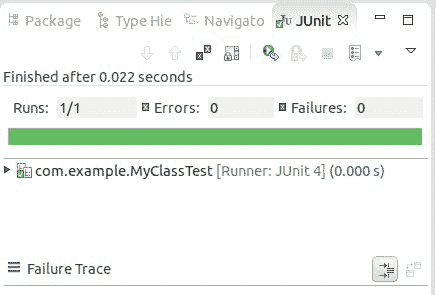 Package Type Hie Navigato JUnit
Finished after 0.022 seconds
Runs: 1/1 Errors: 0 Failures: 0
com.example.MyClassTest [Runner: JUnit 4] (0.000 s)
Failure Trace